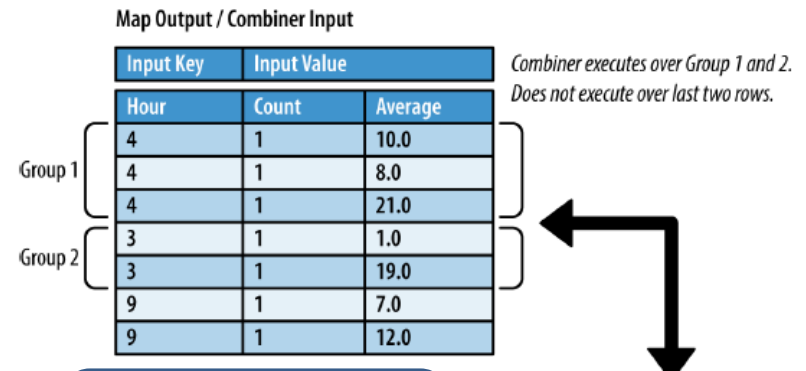 Map Output / Combiner Input
Input Key Input Value
Combiner executes over Group 1 and 2.
Does not execute over last two rows.
Hour Count Average
4 1 10.0
Group 1
4 1 8.0
4 1 21.0
3 1 1.0
Group 2
3 1 19.0
9 1 7.0
9 1 12.0